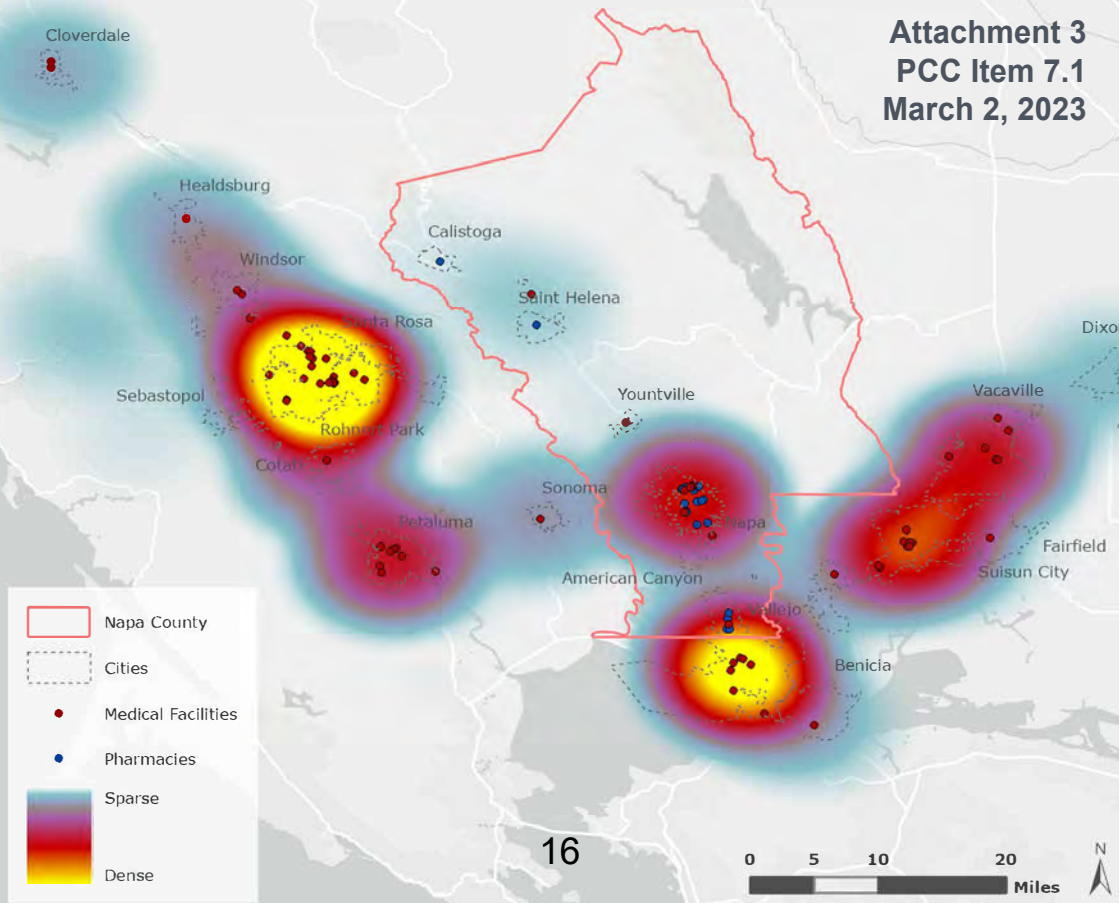 Attachment 3
PCC Item 7.1
March 2, 2023
Cloverdale
Healdsburg
Calistoga
Windsor
Saint Helena
Santa Rosa
Dixo
Sebastopol
Yountville
Vacaville
Rohnert Park
Cotati
Sonoma
Petaluma
Napa
Fairfield
American Canyon
Suisun City
Vallejo
Benicia
Napa County
Cities
Medical Facilities
Pharmacies
Sparse
Dense
16
0 5 10 20
Miles
N